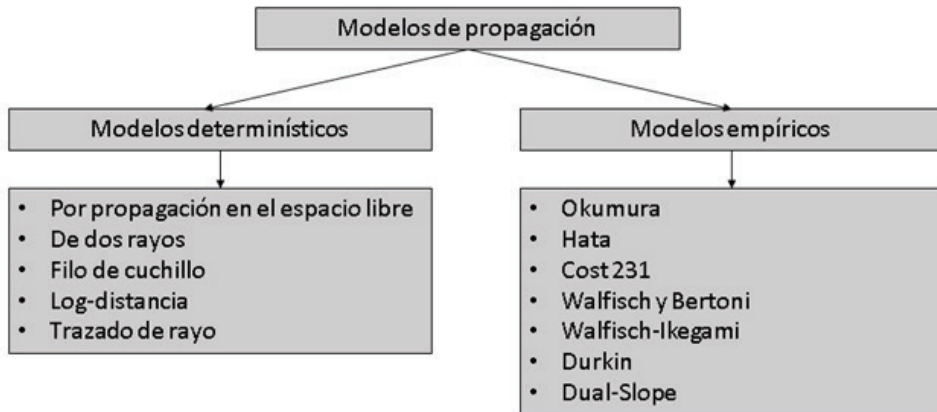 Modelos de propagación
Modelos determinísticos
• Por propagación en el espacio libre
• De dos rayos
• Filo de cuchillo
• Log-distancia
• Trazado de rayo
Modelos empíricos
• Okumura
• Hata
• Cost 231
• Walfisch y Bertoni
• Walfisch-Ikegami
• Durkin
• Dual-Slope